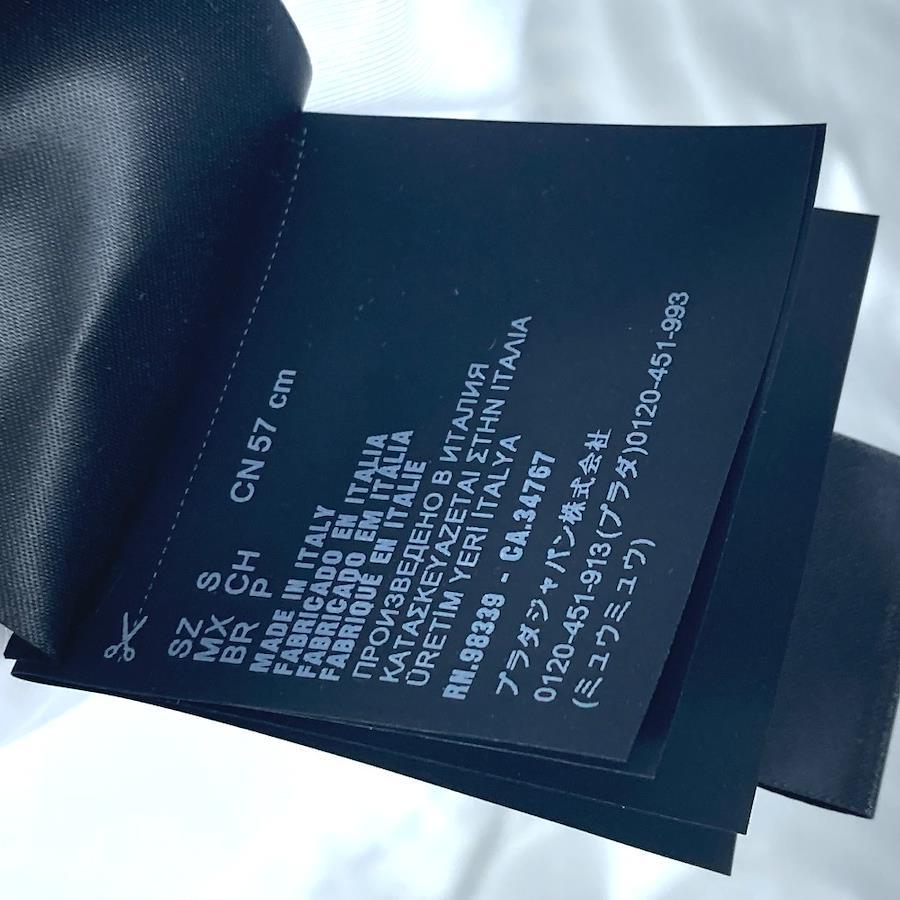 SZ S CN 57 cm
MX CH
BR P
MADE IN ITALY
FABRICADO EN ITALIA
FABRICADO EM ITÁLIA
FABRIQUE EN ITALIE
ПРОИЗВЕДЕНО В ИТАЛИЯ
ΚΑΤΑΣΚΕΥΑΖΕΤΑΙ ΣΤΗΝ ΙΤΑΛΙΑ
ÜRETİM YERİ İTALYA
RN.98339 - CA.34767
プラダジャパン株式会社
0120-451-913(プラダ)0120-451-993
(ミュウミュウ)